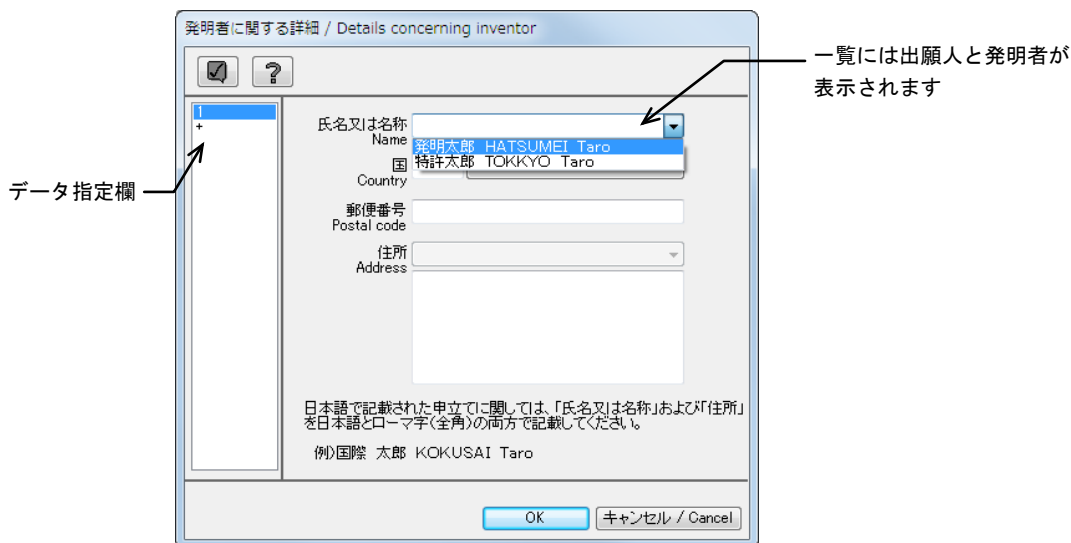 発明者に関する詳細 / Details concerning inventor
?
一覧には出願人と発明者が
表示されます
データ指定欄
1
+
氏名又は名称
Name
発明太郎 HATSUMEI Taro
特許太郎 TOKKYO Taro
国
Country
郵便番号
Postal code
住所
Address
日本語で記載された申立てに関しては、「氏名又は名称」および「住所」
を日本語とローマ字(全角)の両方で記載してください。
例)国際 太郎 KOKUSAI Taro
OK
キャンセル / Cancel